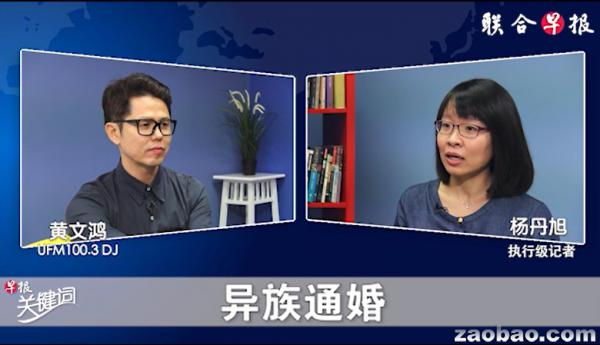 联合早报
黄文鸿
UFM100.3 DJ
杨丹旭
执行级记者
早报
关键词
异族通婚
zaobao.com